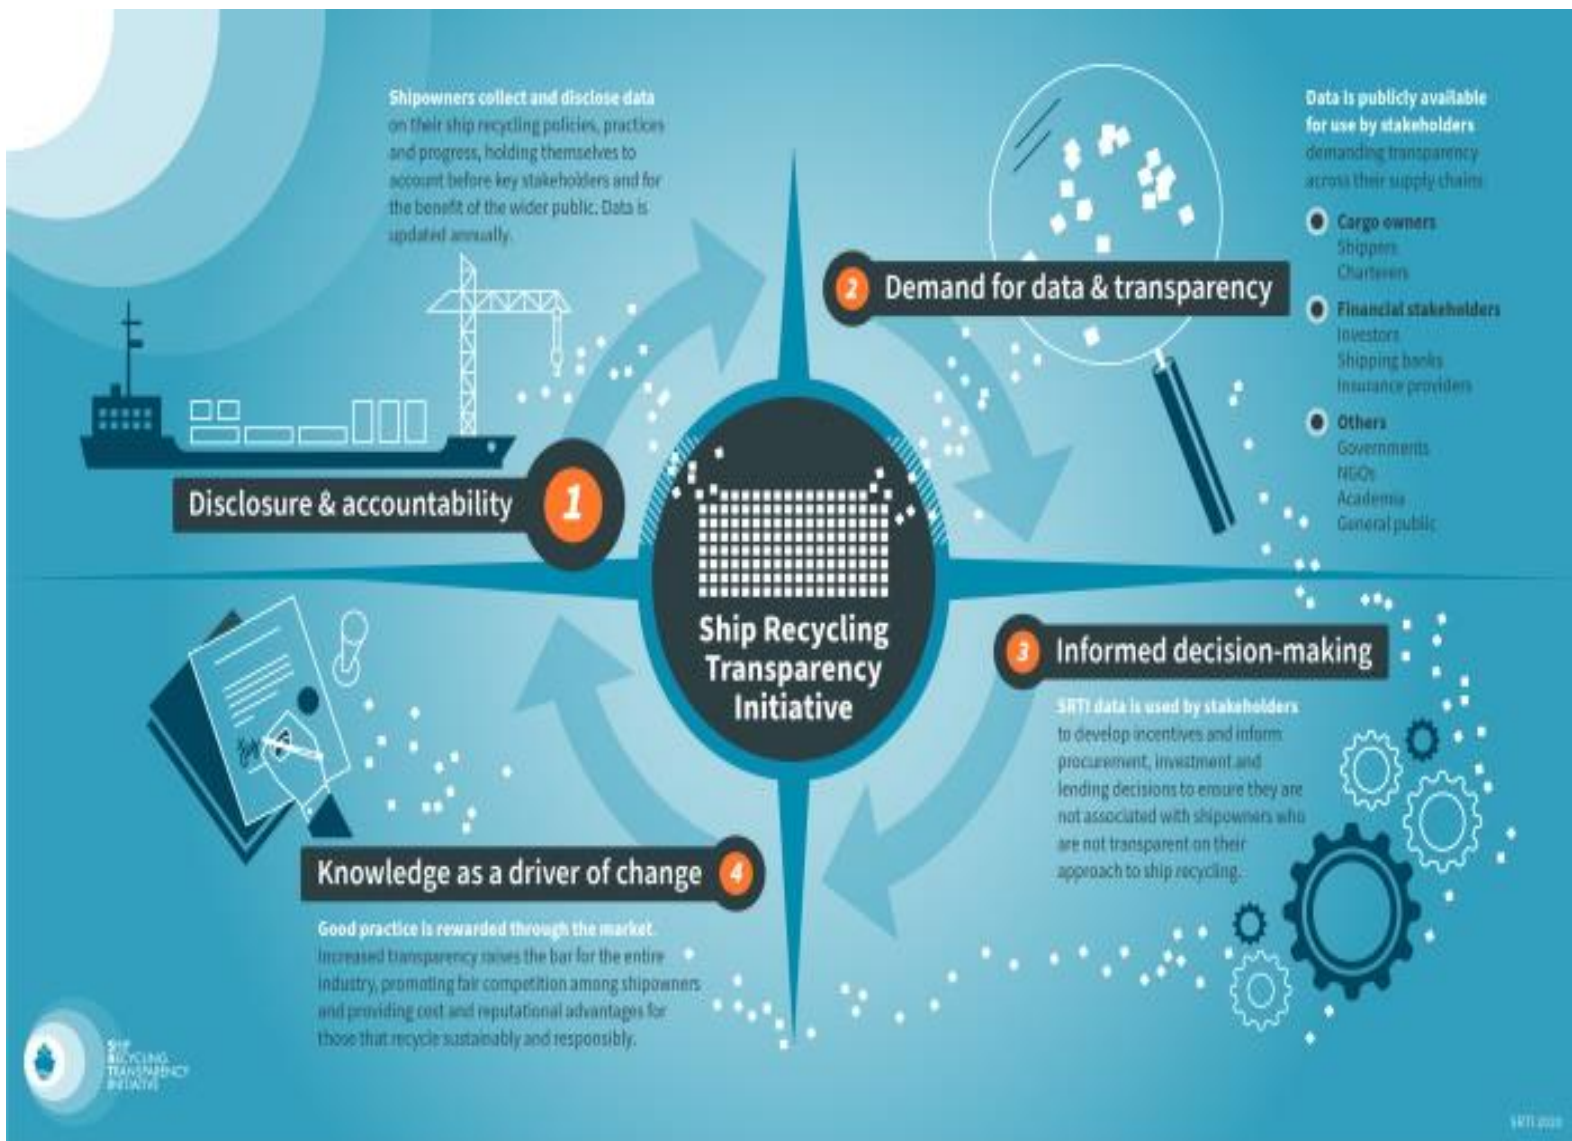 Shipowners collect and disclose data
on their ship recycling policies, practices
and progress, holding themselves to
account before key stakeholders and for
the benefit of the wider public. Data is
updated annually.
1
Disclosure & accountability
2
Demand for data & transparency
Data is publicly available
for use by stakeholders
demanding transparency
across their supply chains
Cargo owners
Shippers
Charterers
Financial stakeholders
Investors
Shipping banks
Insurance providers
Others
Governments
NGOs
Academia
General public
Ship Recycling
Transparency
Initiative
3
Informed decision-making
SRTI data is used by stakeholders
to develop incentives and inform
procurement, investment and
lending decisions to ensure they are
not associated with shipowners who
are not transparent on their
approach to ship recycling.
Knowledge as a driver of change
4
Good practice is rewarded through the market.
Increased transparency raises the bar for the entire
industry, promoting fair competition among shipowners
and providing cost and reputational advantages for
those that recycle sustainably and responsibly.
SHIP
RECYCLING
TRANSPARENCY
INITIATIVE
SRTI 2020